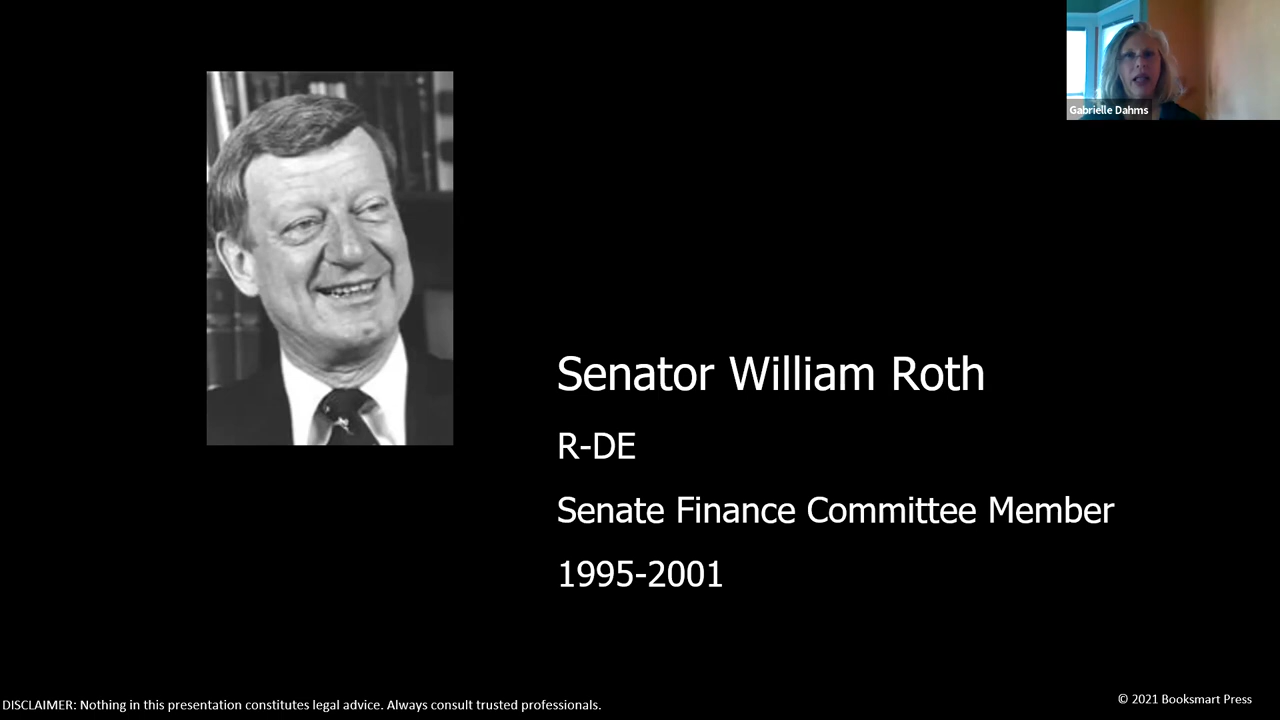 Gabrielle Dahms
Senator William Roth
R-DE
Senate Finance Committee Member
1995-2001
DISCLAIMER: Nothing in this presentation constitutes legal advice. Always consult trusted professionals.
© 2021 Booksmart Press